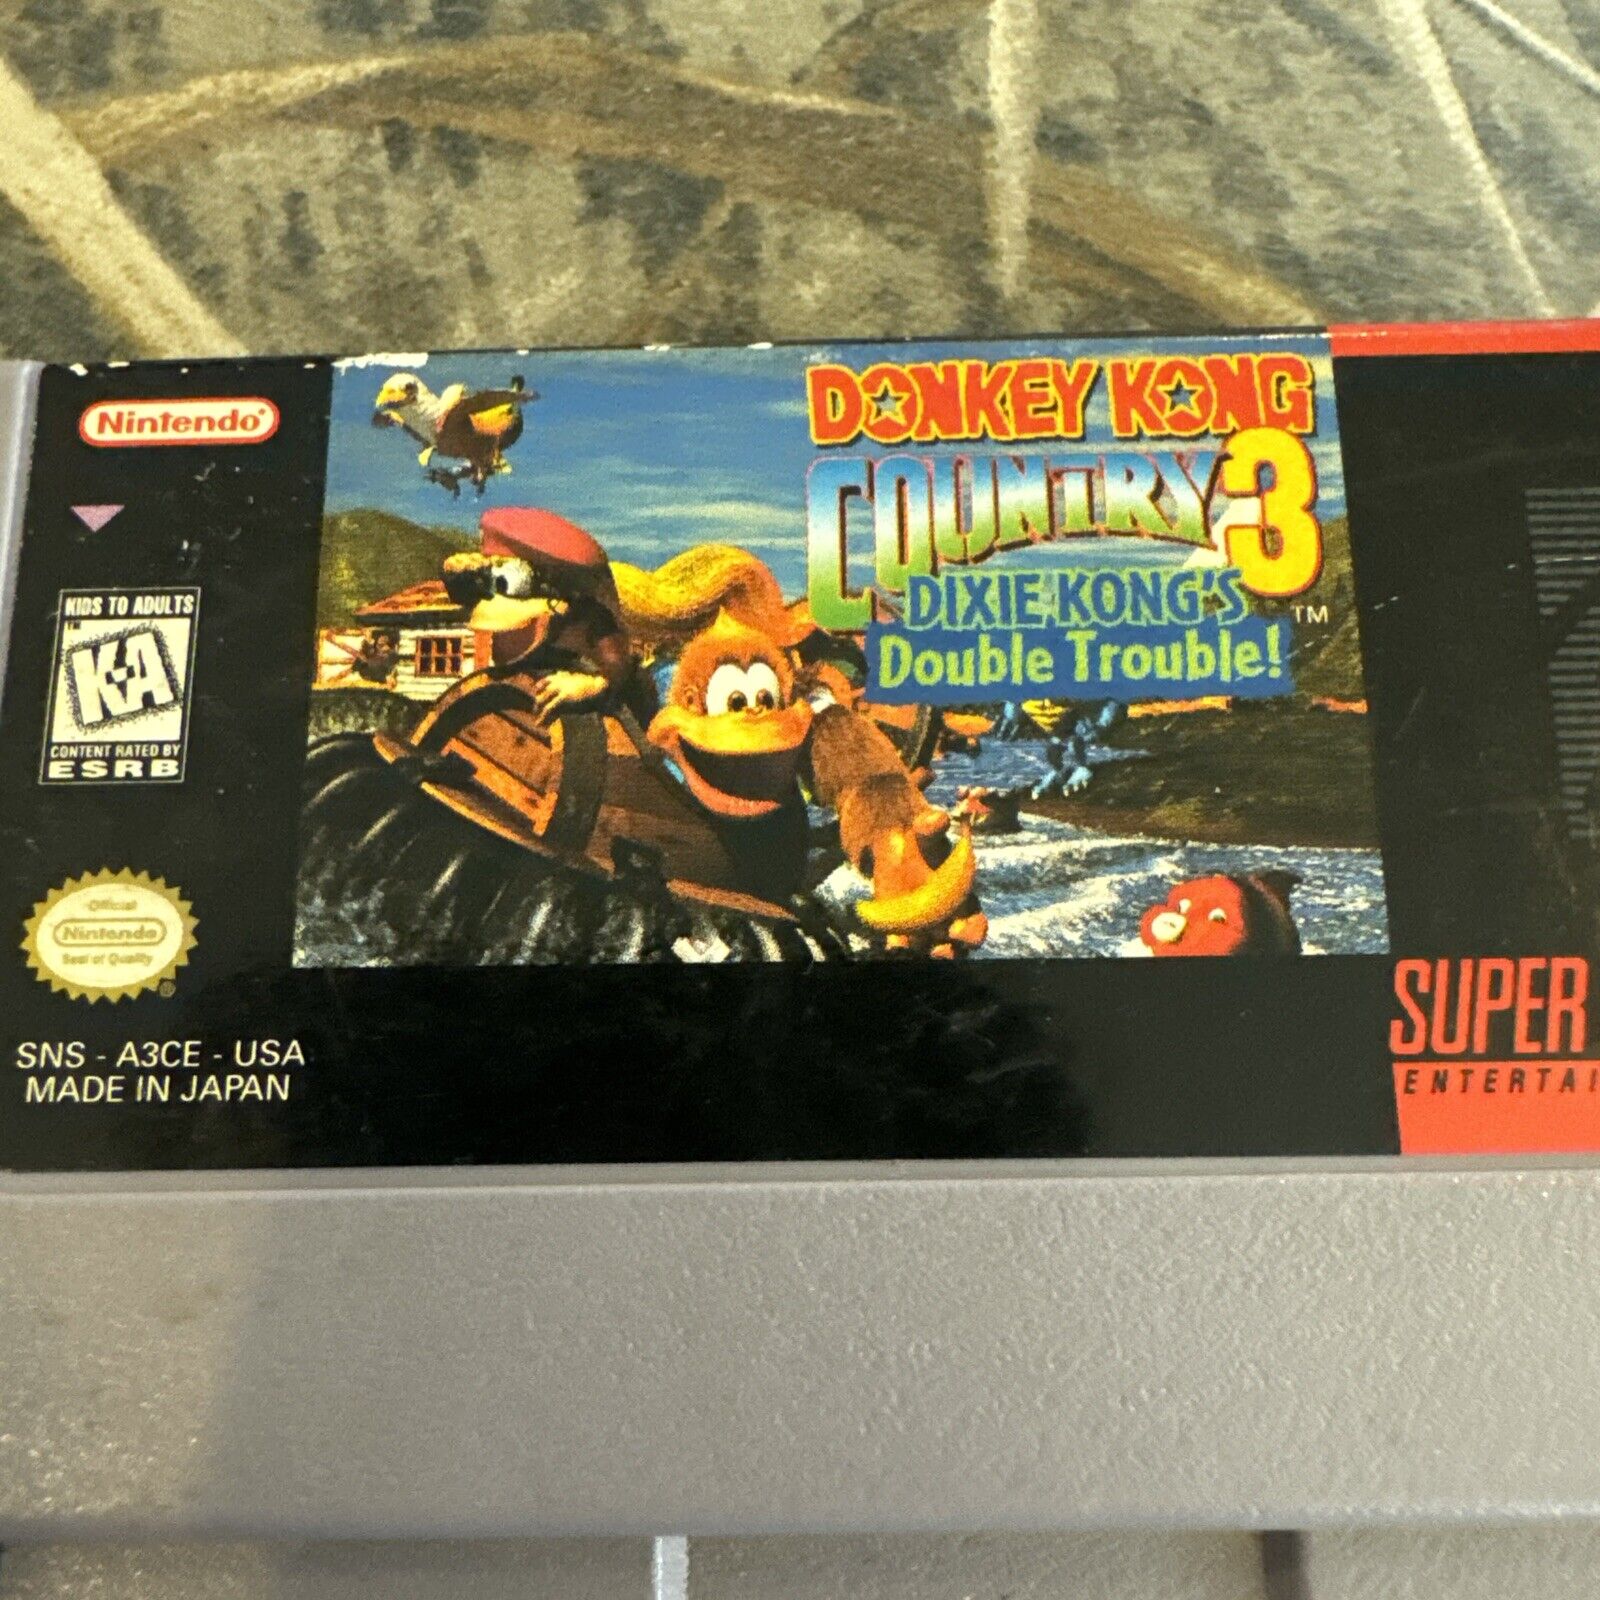 Nintendo®
KIDS TO ADULTS
TM
K-A
CONTENT RATED BY
ESRB
Official
Nintendo
Seal of Quality
®
SNS - A3CE - USA
MADE IN JAPAN
DONKEY KONG
COUNTRY 3
DIXIE KONG'S
TM
Double Trouble!
SUPER
ENTERTAI